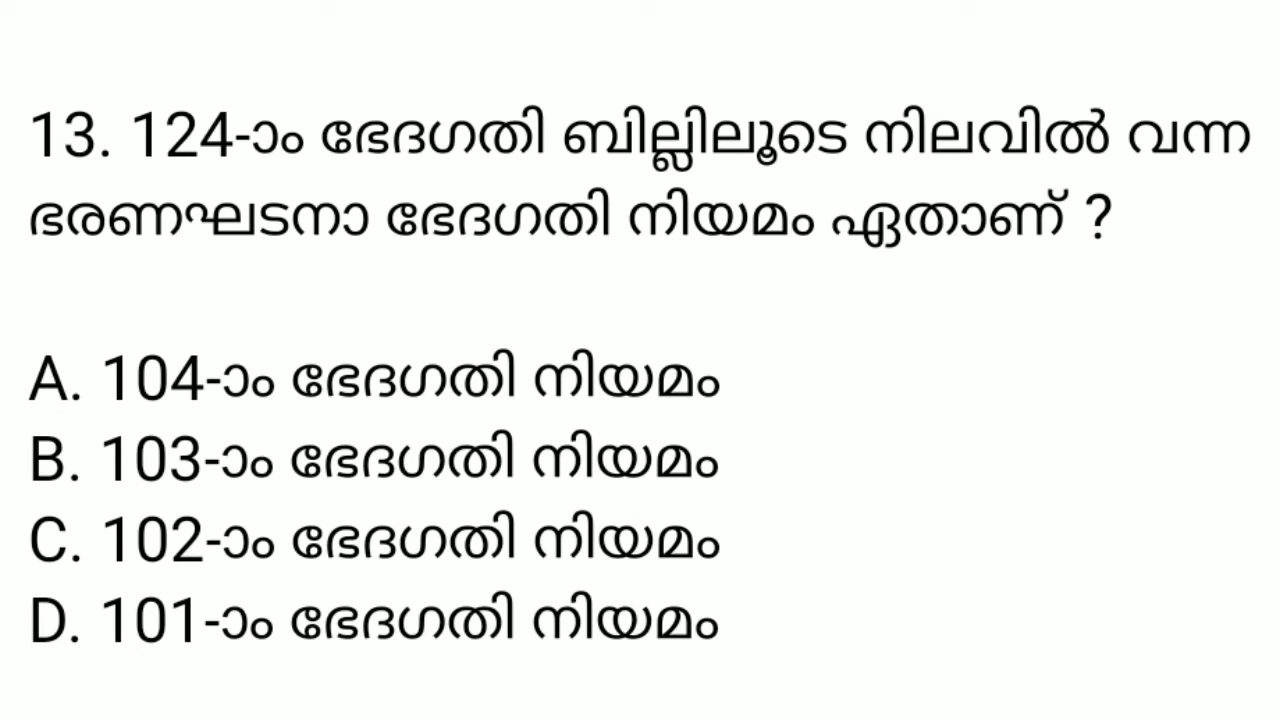 13. 124-ാം ഭേദഗതി ബില്ലിലൂടെ നിലവിൽ വന്ന
ഭരണഘടനാ ഭേദഗതി നിയമം ഏതാണ് ?
A. 104-ാം ഭേദഗതി നിയമം
B. 103-ാം ഭേദഗതി നിയമം
C. 102-ാം ഭേദഗതി നിയമം
D. 101-ാം ഭേദഗതി നിയമം